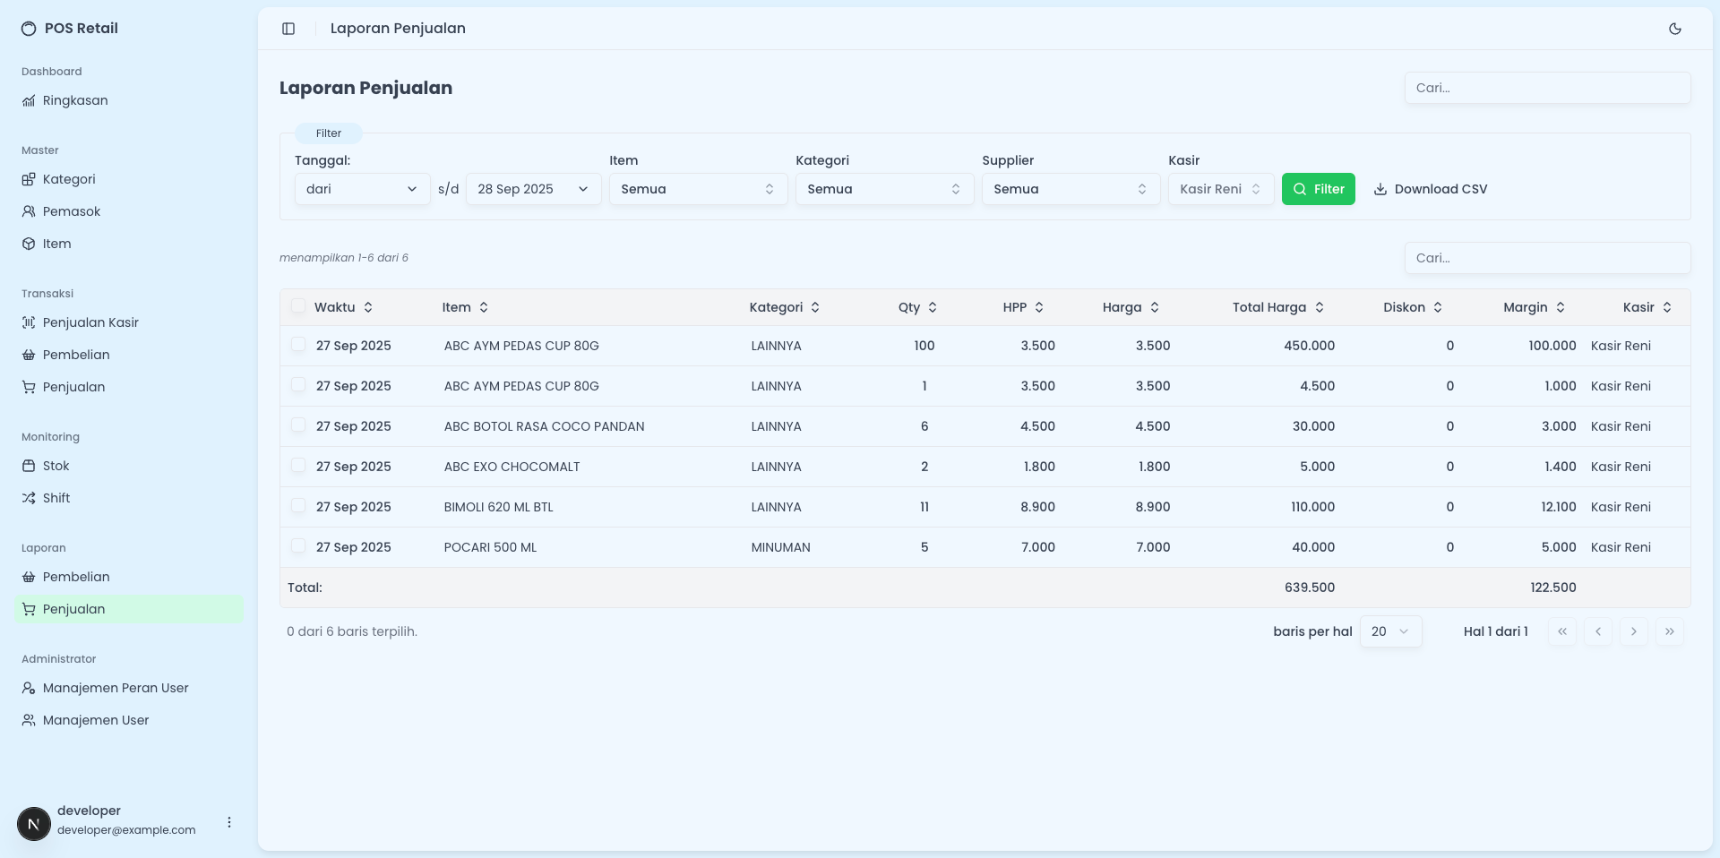 POS Retail
Dashboard
Ringkasan
Master
Kategori
Pemasok
Item
Transaksi
Penjualan Kasir
Pembelian
Penjualan
Monitoring
Stok
Shift
Laporan
Pembelian
Penjualan
Administrator
Manajemen Peran User
Manajemen User
N
developer
developer@example.com
Laporan Penjualan
Laporan Penjualan
Cari...
Filter
Tanggal: Item Kategori Supplier Kasir
dari s/d 28 Sep 2025 Semua Semua Semua Kasir Reni Filter Download CSV
menampilkan 1-6 dari 6
Cari...
Waktu Item Kategori Qty HPP Harga Total Harga Diskon Margin Kasir
27 Sep 2025 ABC AYM PEDAS CUP 80G LAINNYA 100 3.500 3.500 450.000 0 100.000 Kasir Reni
27 Sep 2025 ABC AYM PEDAS CUP 80G LAINNYA 1 3.500 3.500 4.500 0 1.000 Kasir Reni
27 Sep 2025 ABC BOTOL RASA COCO PANDAN LAINNYA 6 4.500 4.500 30.000 0 3.000 Kasir Reni
27 Sep 2025 ABC EXO CHOCOMALT LAINNYA 2 1.800 1.800 5.000 0 1.400 Kasir Reni
27 Sep 2025 BIMOLI 620 ML BTL LAINNYA 11 8.900 8.900 110.000 0 12.100 Kasir Reni
27 Sep 2025 POCARI 500 ML MINUMAN 5 7.000 7.000 40.000 0 5.000 Kasir Reni
Total: 639.500 122.500
0 dari 6 baris terpilih. baris per hal 20 Hal 1 dari 1